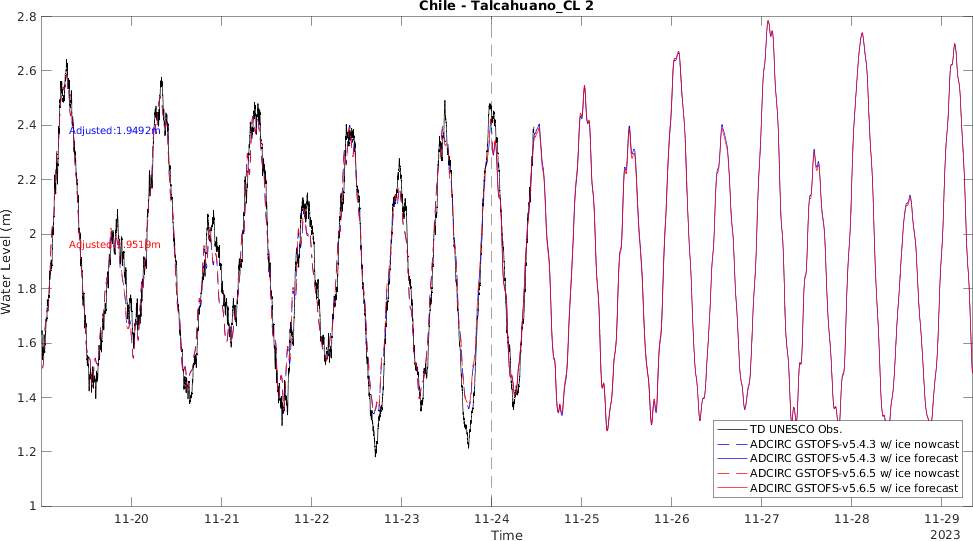 Chile - Talcahuano_CL 2
Water Level (m)
2.8
2.6
2.4
2.2
2
1.8
1.6
1.4
1.2
1
Adjusted:1.9492m
11-20
11-21
11-22
11-23
11-24
11-25
11-26
11-27
11-28
11-29
2023
Time
TD UNESCO Obs.
ADCIRC GSTOFS-v5.4.3 w/ ice nowcast
ADCIRC GSTOFS-v5.4.3 w/ ice forecast
ADCIRC GSTOFS-v5.6.5 w/ ice nowcast
ADCIRC GSTOFS-v5.6.5 w/ ice forecast